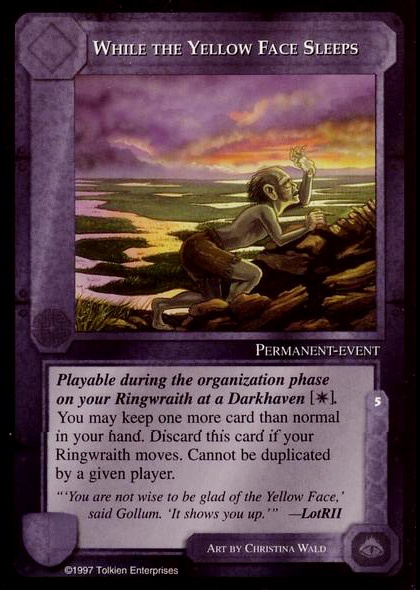 WHILE THE YELLOW FACE SLEEPS
PERMANENT-EVENT
Playable during the organization phase
on your Ringwraith at a Darkhaven [✶].
You may keep one more card than normal
in your hand. Discard this card if your
Ringwraith moves. Cannot be duplicated
by a given player.
5
“‘You are not wise to be glad of the Yellow Face,’
said Gollum. ‘It shows you up.’” —LotRII
ART BY CHRISTINA WALD
©1997 Tolkien Enterprises